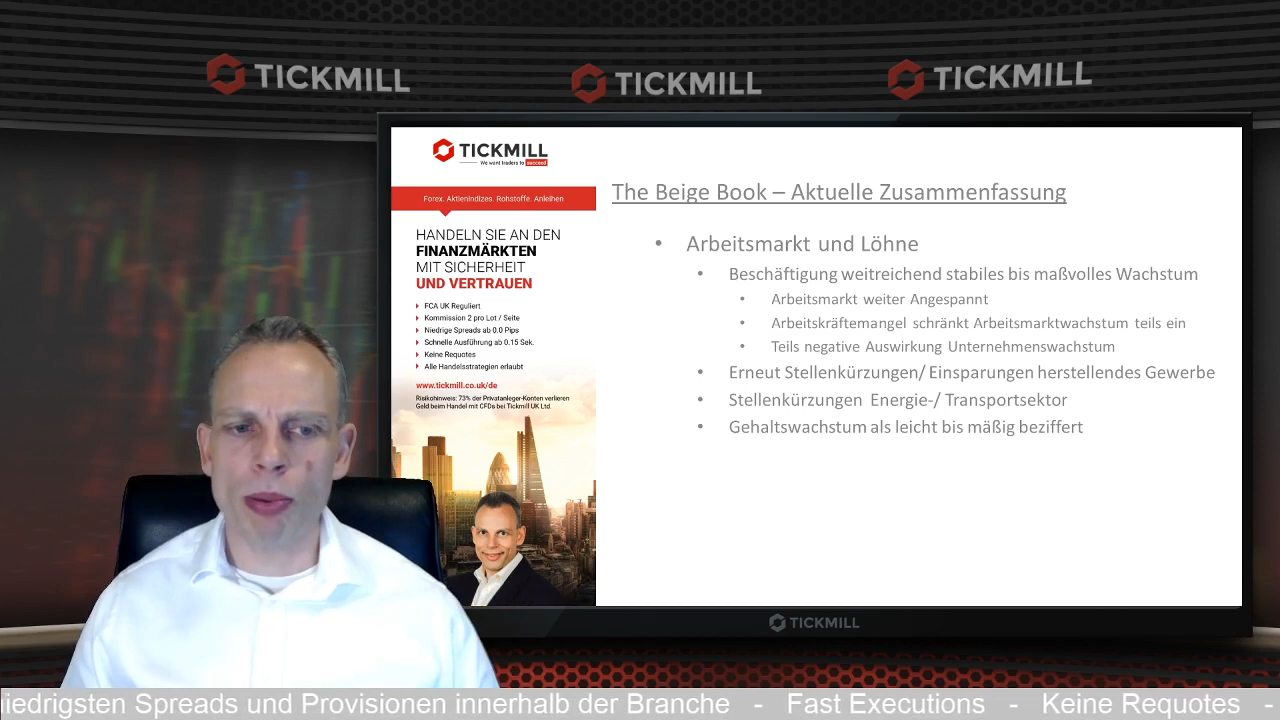 TICKMILL
TICKMILL
TICKMILL
TICKMILL
We want traders to succeed
Forex. Aktienindizes. Rohstoffe. Anleihen
HANDELN SIE AN DEN
FINANZMÄRKTEN
MIT SICHERHEIT
UND VERTRAUEN
FCA UK Reguliert
Kommission 2 pro Lot / Seite
Niedrige Spreads ab 0.0 Pips
Schnelle Ausführung ab 0.15 Sek.
Keine Requotes
Alle Handelsstrategien erlaubt
www.tickmill.co.uk/de
Risikohinweis: 73% der Privatanleger-Konten verlieren
Geld beim Handel mit CFDs bei Tickmill UK Ltd.
The Beige Book – Aktuelle Zusammenfassung
• Arbeitsmarkt und Löhne
• Beschäftigung weitreichend stabiles bis maßvolles Wachstum
• Arbeitsmarkt weiter Angespannt
• Arbeitskräftemangel schränkt Arbeitsmarktwachstum teils ein
• Teils negative Auswirkung Unternehmenswachstum
• Erneut Stellenkürzungen/ Einsparungen herstellendes Gewerbe
• Stellenkürzungen Energie-/ Transportsektor
• Gehaltswachstum als leicht bis mäßig beziffert
TICKMILL
iedrigsten Spreads und Provisionen innerhalb der Branche - Fast Executions - Keine Requotes -